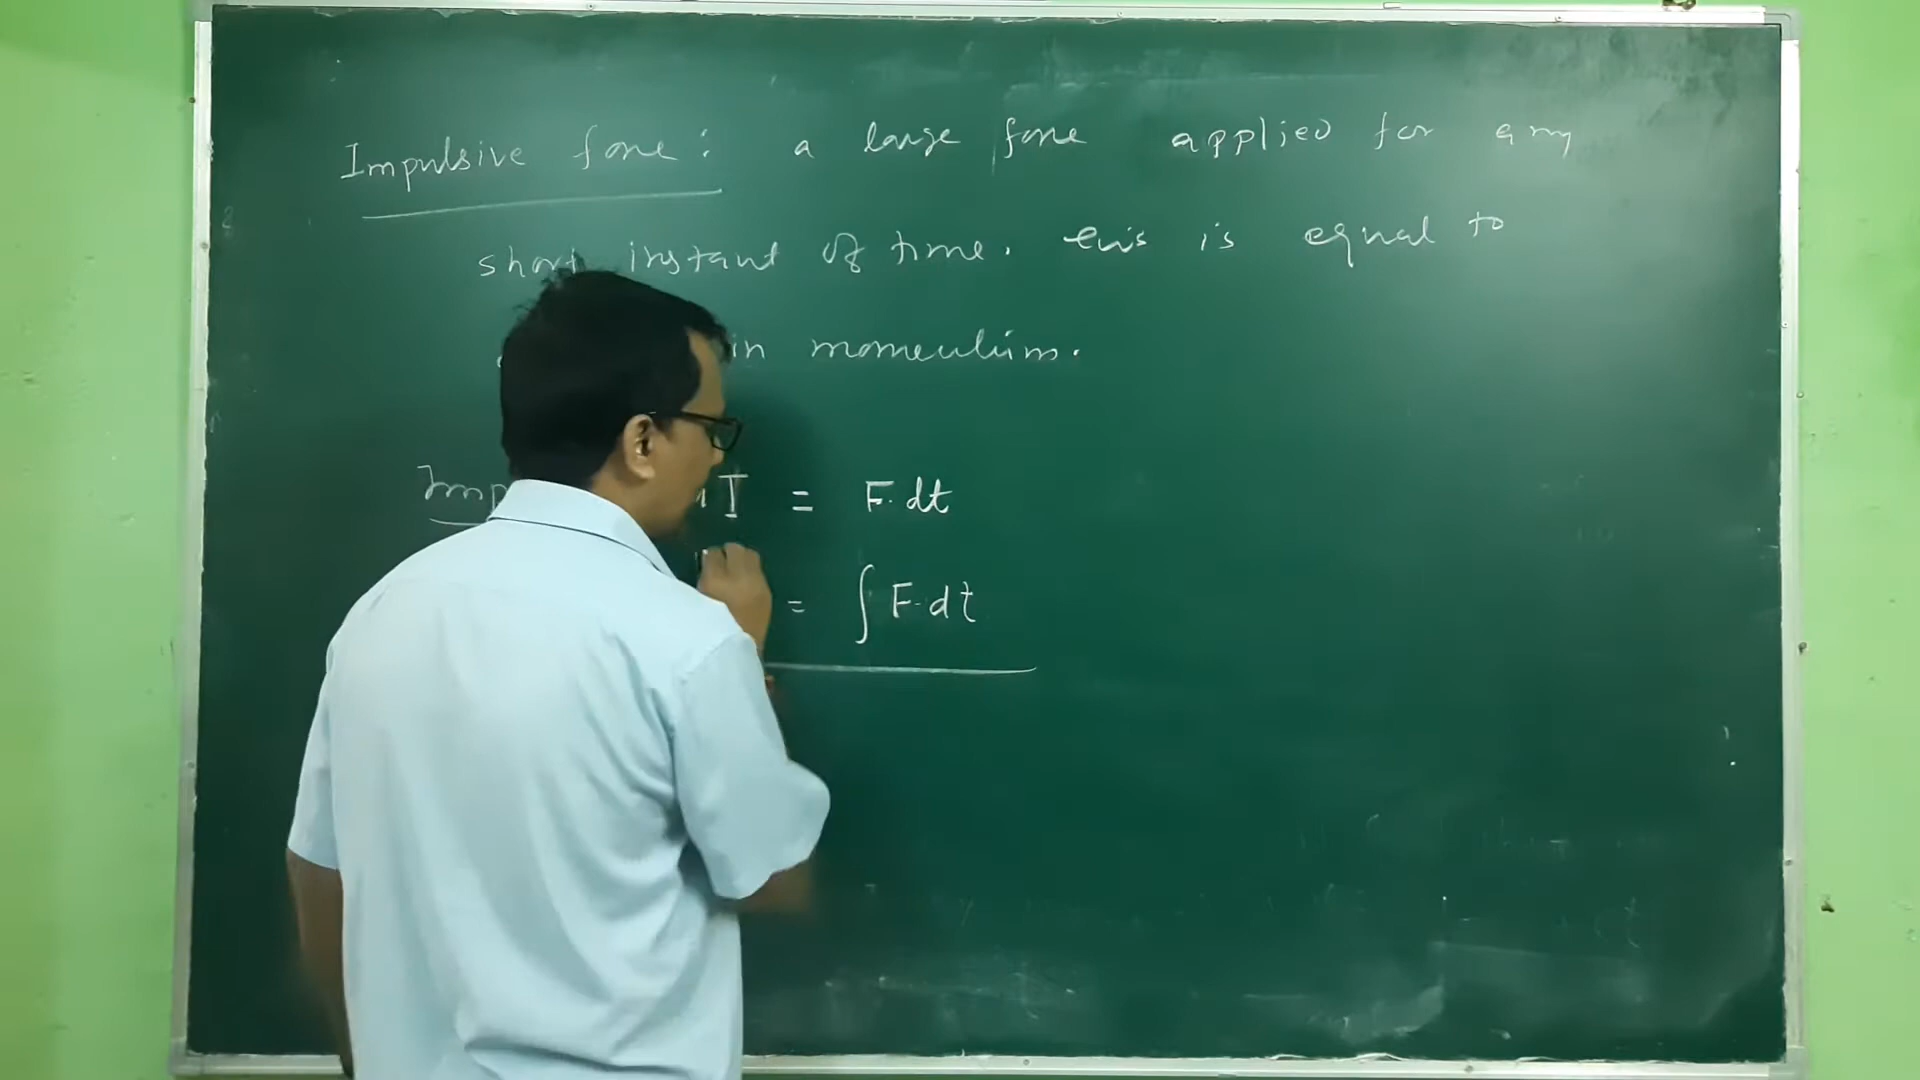 Impulsive force: a large force applied for any
short instant of time. this is equal to
in momentum.
I = F. dt
= ∫ F. dt